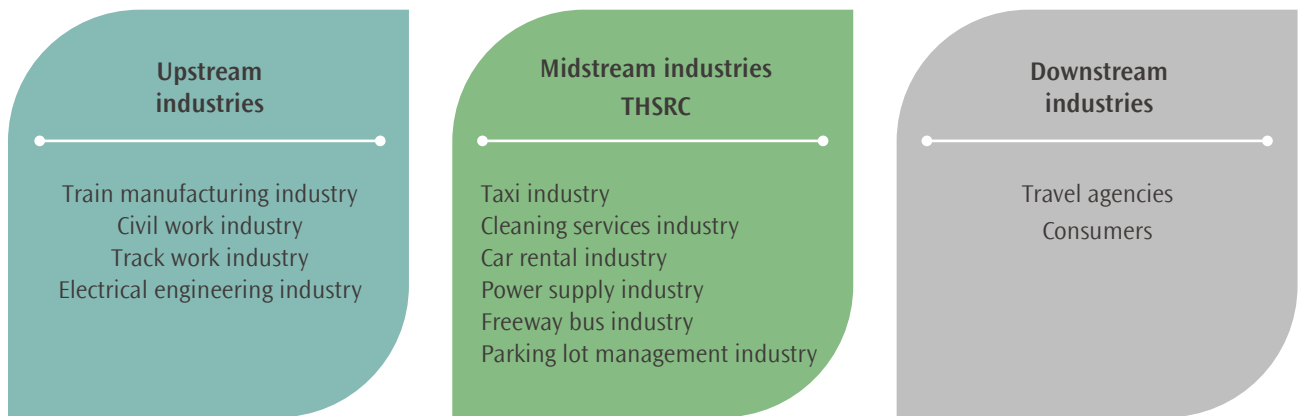 Upstream
industries
Train manufacturing industry
Civil work industry
Track work industry
Electrical engineering industry
Midstream industries
THSRC
Taxi industry
Cleaning services industry
Car rental industry
Power supply industry
Freeway bus industry
Parking lot management industry
Downstream
industries
Travel agencies
Consumers